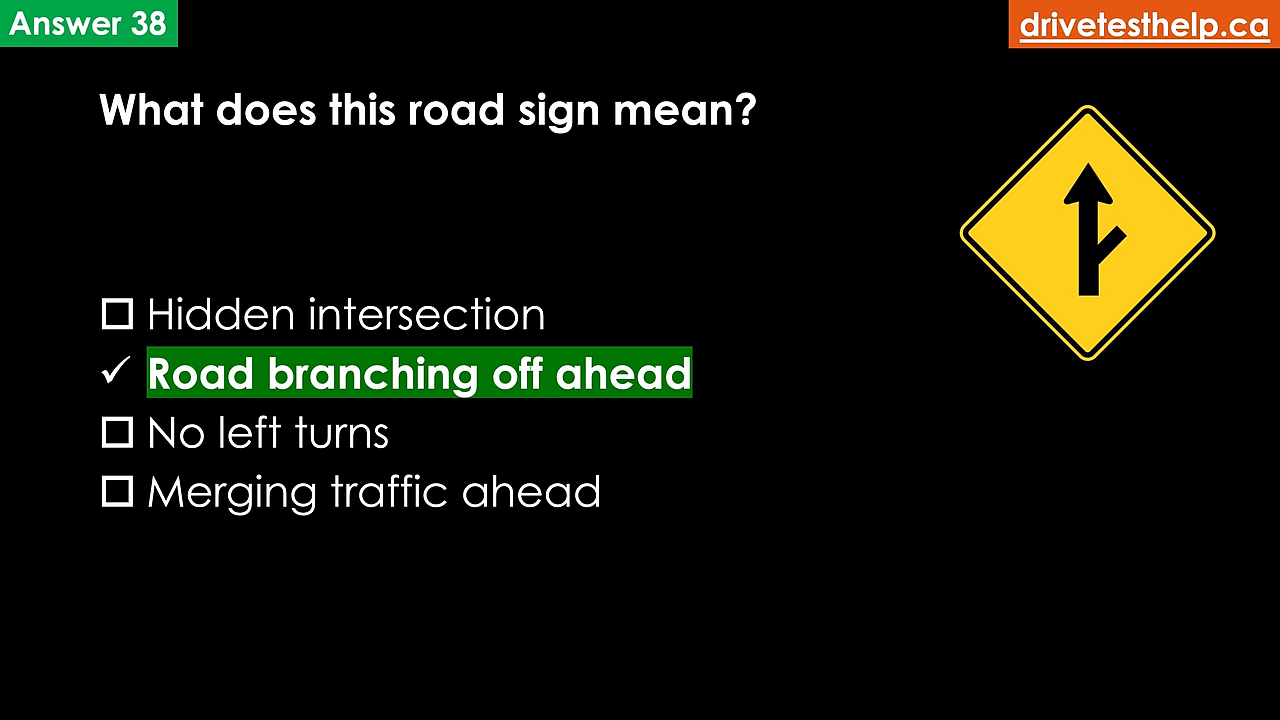 Answer 38
drivetesthelp.ca
What does this road sign mean?
Hidden intersection
Road branching off ahead
No left turns
Merging traffic ahead